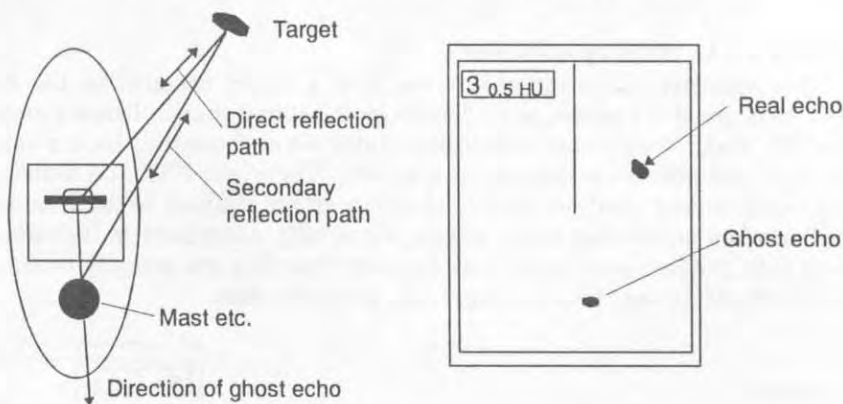 Target
Direct reflection
path
Secondary
reflection path
Mast etc.
Direction of ghost echo
3 0.5 HU
Real echo
Ghost echo